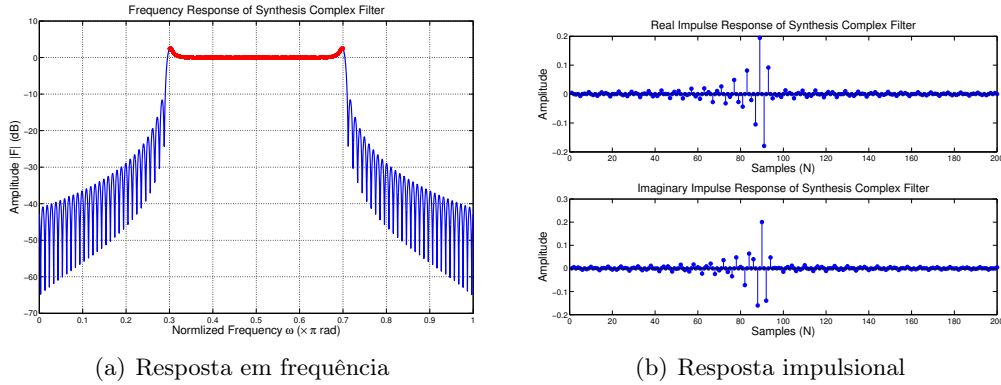 Frequency Response of Synthesis Complex Filter
Amplitude |F| (dB)
10
0
−10
−20
−30
−40
−50
−60
−70
0 0.1 0.2 0.3 0.4 0.5 0.6 0.7 0.8 0.9 1
Normlized Frequency ω (×π rad)
(a) Resposta em frequência
Real Impulse Response of Synthesis Complex Filter
Amplitude
0.2
0.1
0
−0.1
−0.2
0 20 40 60 80 100 120 140 160 180 200
Samples (N)
Imaginary Impulse Response of Synthesis Complex Filter
Amplitude
0.3
0.2
0.1
0
−0.1
−0.2
0 20 40 60 80 100 120 140 160 180 200
Samples (N)
(b) Resposta impulsional